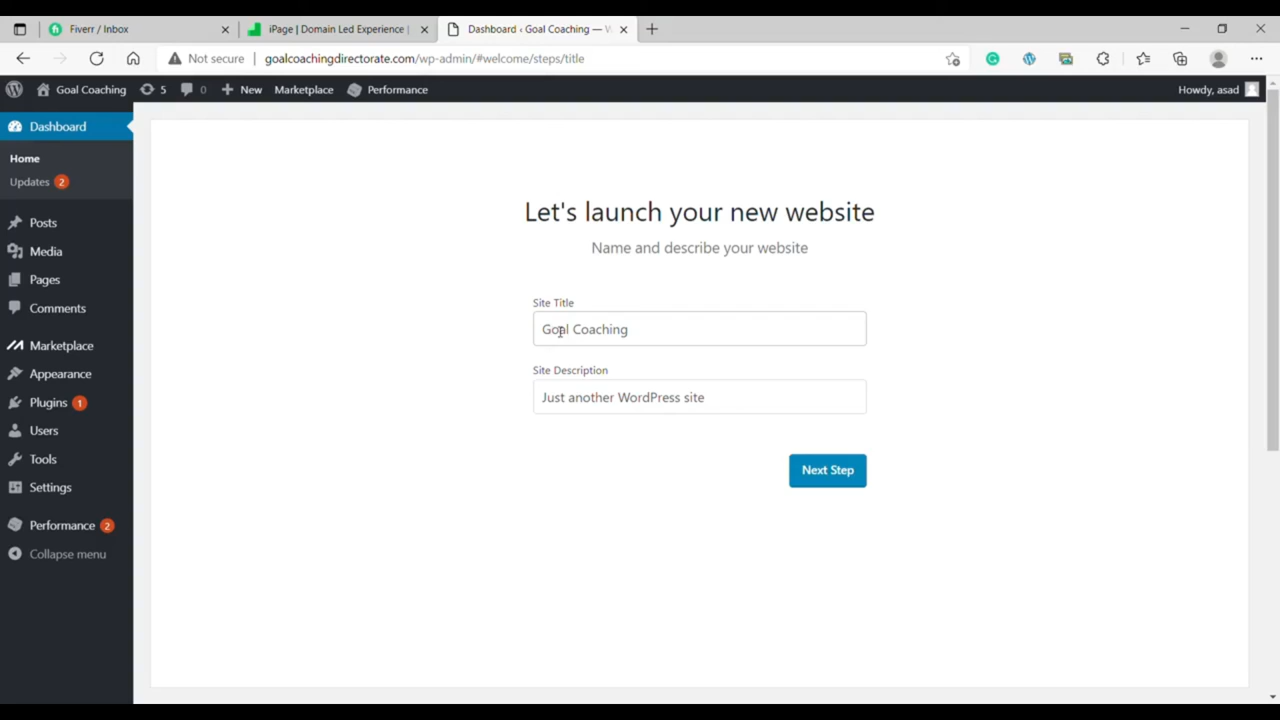 Fiverr / Inbox
iPage | Domain Led Experience |
Dashboard ‹ Goal Coaching — W
Not secure
goalcoachingdirectorate.com/wp-admin/#welcome/steps/title
Goal Coaching
5
0
New
Marketplace
Performance
Howdy, asad
Dashboard
Home
Updates 2
Posts
Media
Pages
Comments
Marketplace
Appearance
Plugins 1
Users
Tools
Settings
Performance 2
Collapse menu
Let's launch your new website
Name and describe your website
Site Title
Goal Coaching
Site Description
Just another WordPress site
Next Step